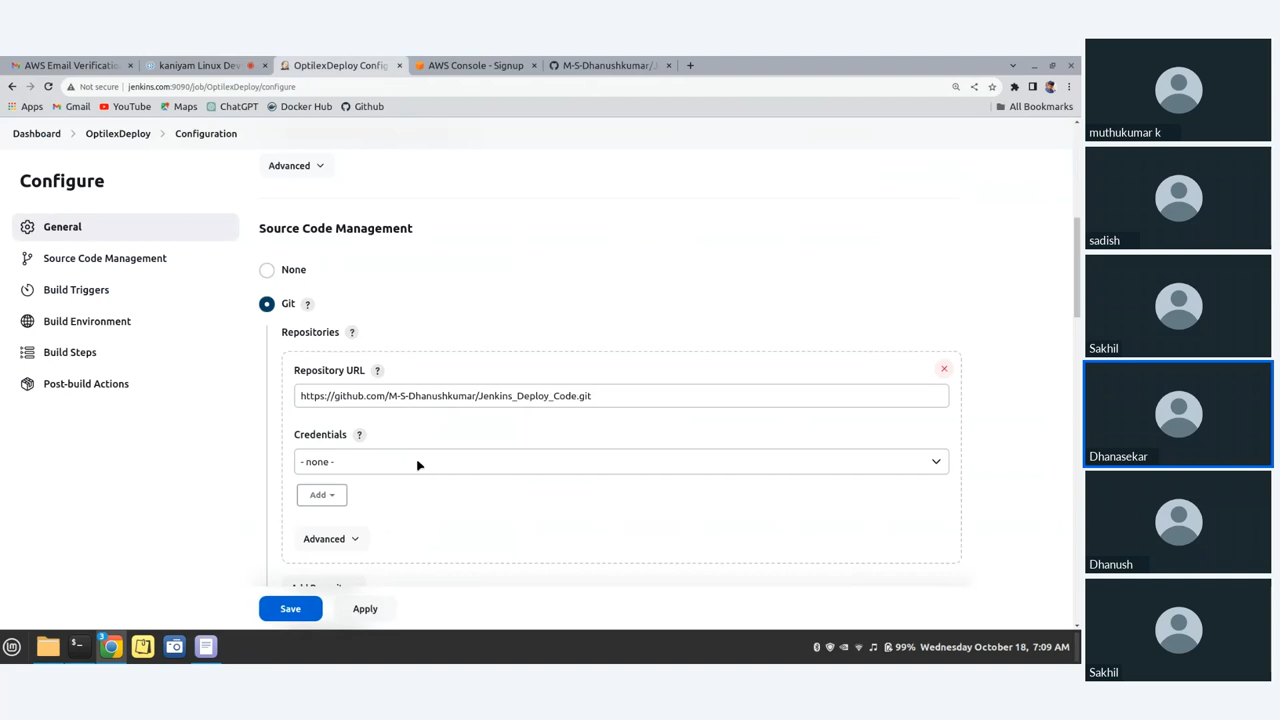 AWS Email Verificati
kaniyam Linux De
OptilexDeploy Config
AWS Console - Signup
M-S-Dhanushkumar/J
Not secure
jenkins.com:9090/job/OptilexDeploy/configure
Apps
Gmail
YouTube
Maps
ChatGPT
Docker Hub
Github
All Bookmarks
Dashboard
OptilexDeploy
Configuration
Configure
General
Source Code Management
Build Triggers
Build Environment
Build Steps
Post-build Actions
Advanced
Source Code Management
None
Git ?
Repositories ?
Repository URL ?
https://github.com/M-S-Dhanushkumar/Jenkins_Deploy_Code.git
Credentials ?
- none -
Add
Advanced
Save
Apply
3
99% Wednesday October 18, 7:09 AM
muthukumar k
sadish
Sakhil
Dhanasekar
Dhanush
Sakhil